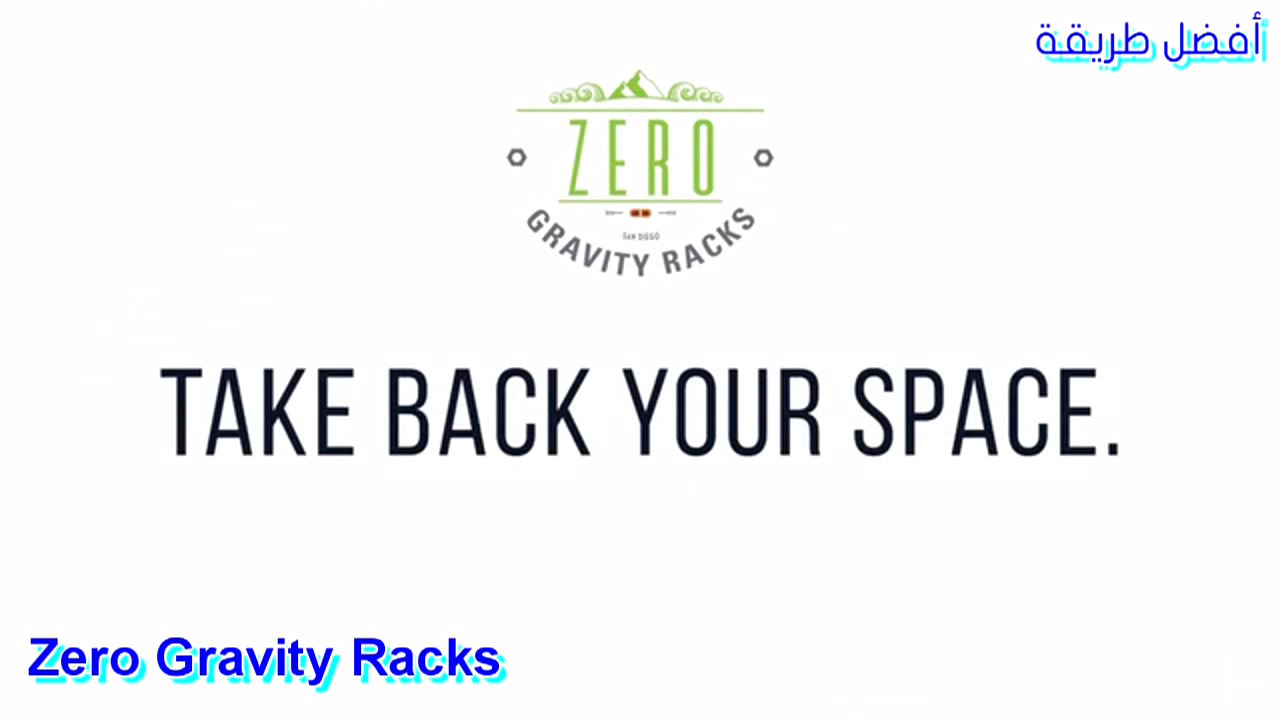 أفضل طريقة
ZERO
SAN DIEGO
GRAVITY RACKS
TAKE BACK YOUR SPACE.
Zero Gravity Racks